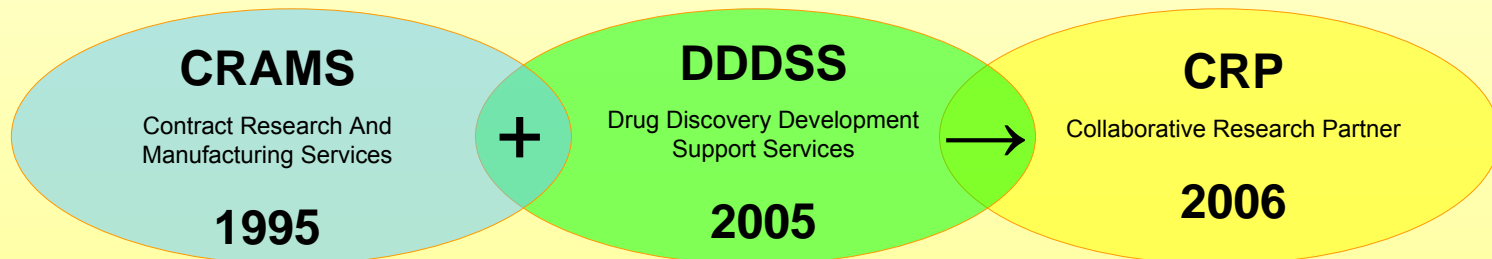 CRAMS
Contract Research And
Manufacturing Services
1995
+
DDDSS
Drug Discovery Development
Support Services
2005
→
CRP
Collaborative Research Partner
2006